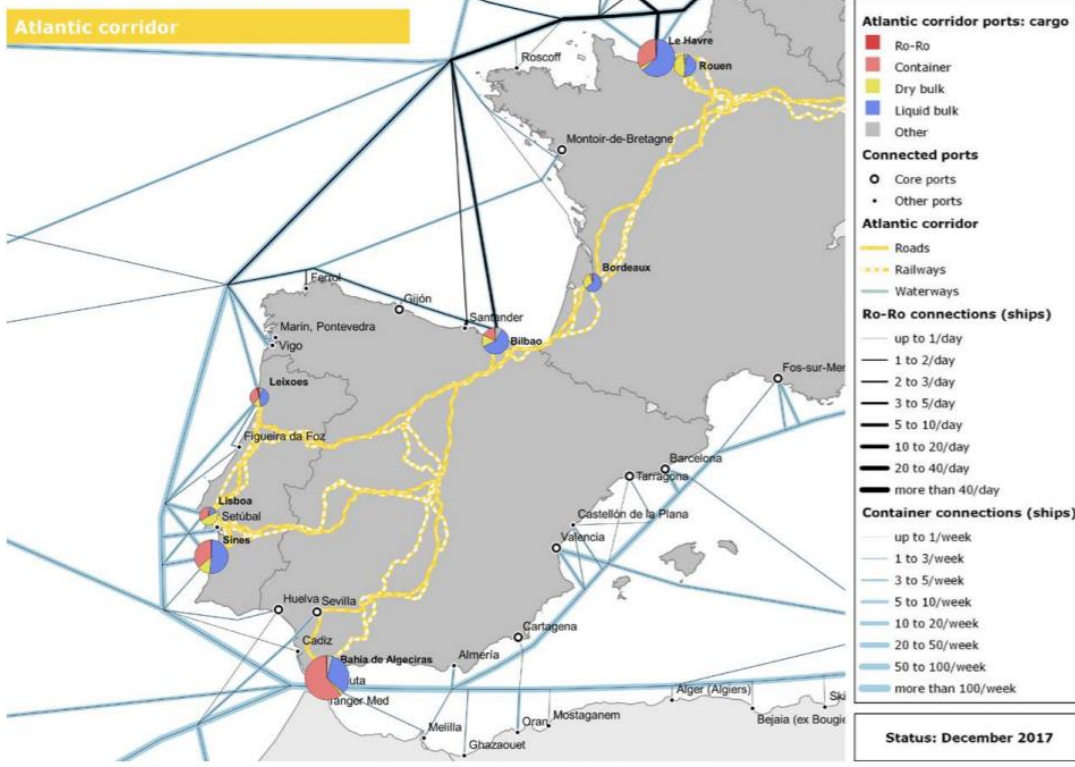 Atlantic corridor
Le Havre
Rouen
Roscoff
Montoir-de-Bretagne
Bordeaux
Ferrol
Gijón
Santander
Bilbao
Marin, Pontevedra
Vigo
Leixoes
Fos-sur-Mer
Figueira da Foz
Barcelona
Tarragona
Lisboa
Setúbal
Castellón de la Plana
Sines
Valencia
Huelva
Sevilla
Cartagena
Cadiz
Bahía de Algeciras
Almería
uta
Tanger Med
Alger (Algiers)
Ski
Melilla
Oran
Mostaganem
Bejaia (ex Bougie
Ghazaouet
Atlantic corridor ports: cargo
Ro-Ro
Container
Dry bulk
Liquid bulk
Other
Connected ports
Core ports
Other ports
Atlantic corridor
Roads
Railways
Waterways
Ro-Ro connections (ships)
up to 1/day
1 to 2/day
2 to 3/day
3 to 5/day
5 to 10/day
10 to 20/day
20 to 40/day
more than 40/day
Container connections (ships)
up to 1/week
1 to 3/week
3 to 5/week
5 to 10/week
10 to 20/week
20 to 50/week
50 to 100/week
more than 100/week
Status: December 2017